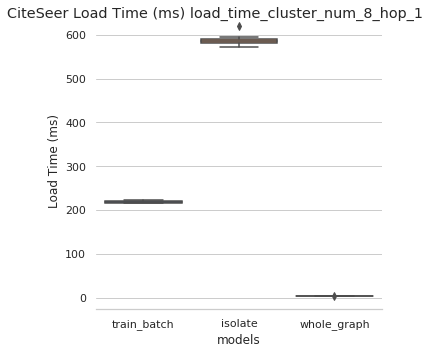 CiteSeer Load Time (ms) load_time_cluster_num_8_hop_1
600
500
400
300
200
100
0
Load Time (ms)
train_batch isolate whole_graph
models